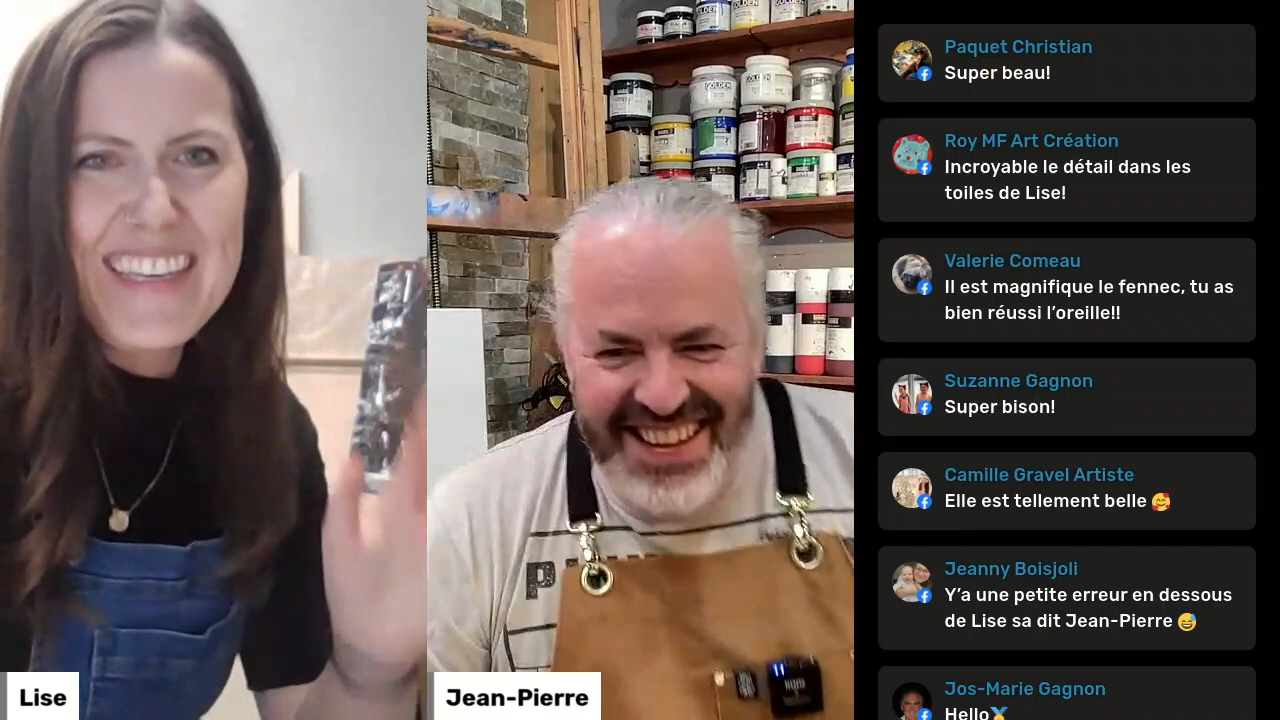 GOLDEN
GOLDEN
GOLDEN
P
Lise
Jean-Pierre
Paquet Christian
Super beau!
Roy MF Art Création
Incroyable le détail dans les
toiles de Lise!
Valerie Comeau
Il est magnifique le fennec, tu as
bien réussi l’oreille!!
Suzanne Gagnon
Super bison!
Camille Gravel Artiste
Elle est tellement belle 🥰
Jeanny Boisjoli
Y’a une petite erreur en dessous
de Lise sa dit Jean-Pierre 😅
Jos-Marie Gagnon
Hello🏅